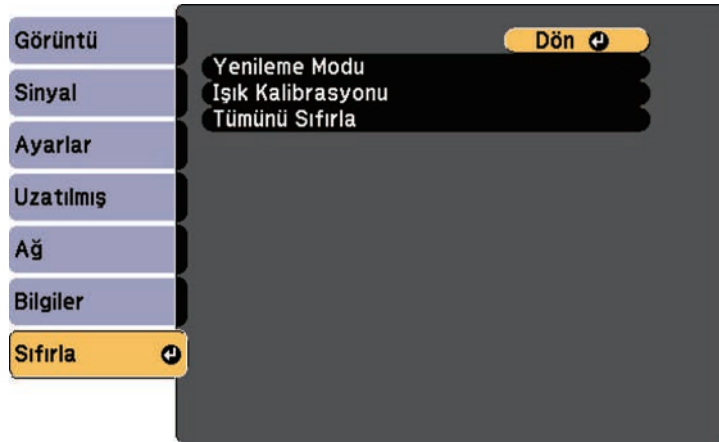 Görüntü
Sinyal
Ayarlar
Uzatılmış
Ağ
Bilgiler
Sıfırla
Dön
Yenileme Modu
Işık Kalibrasyonu
Tümünü Sıfırla